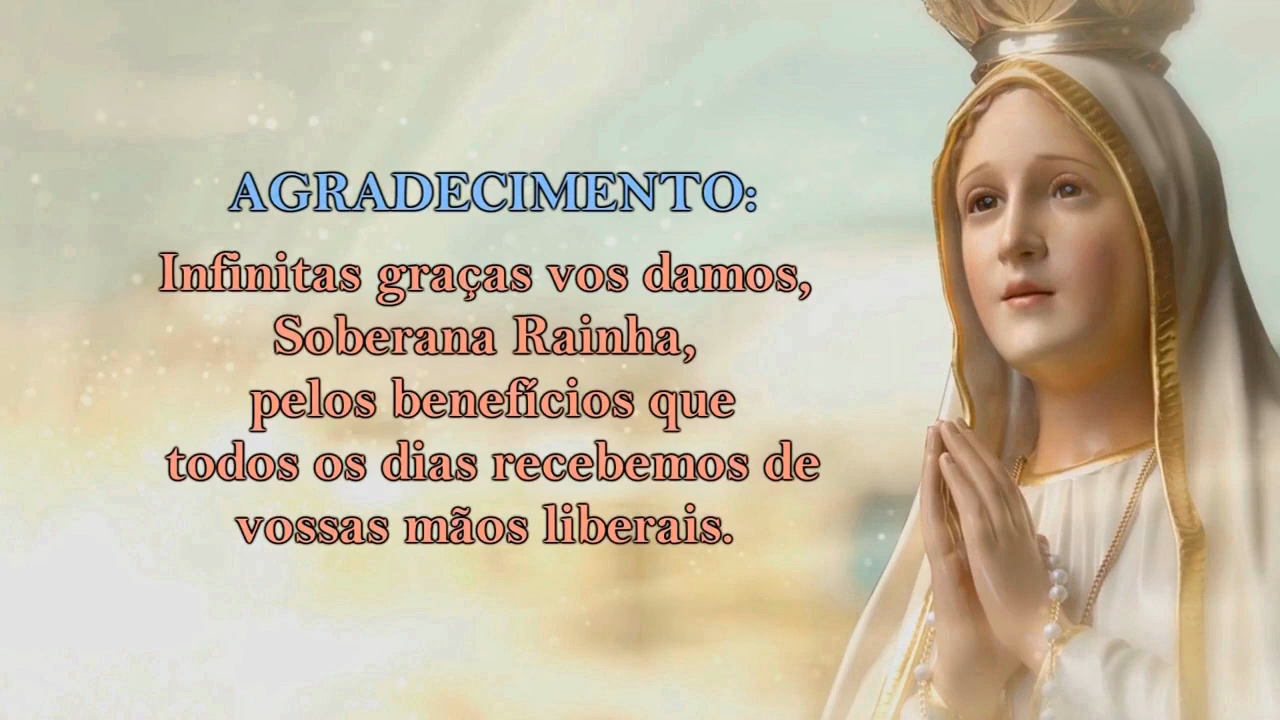 AGRADECIMENTO:
Infinitas graças vos damos,
Soberana Rainha,
pelos benefícios que
todos os dias recebemos de
vossas mãos liberais.